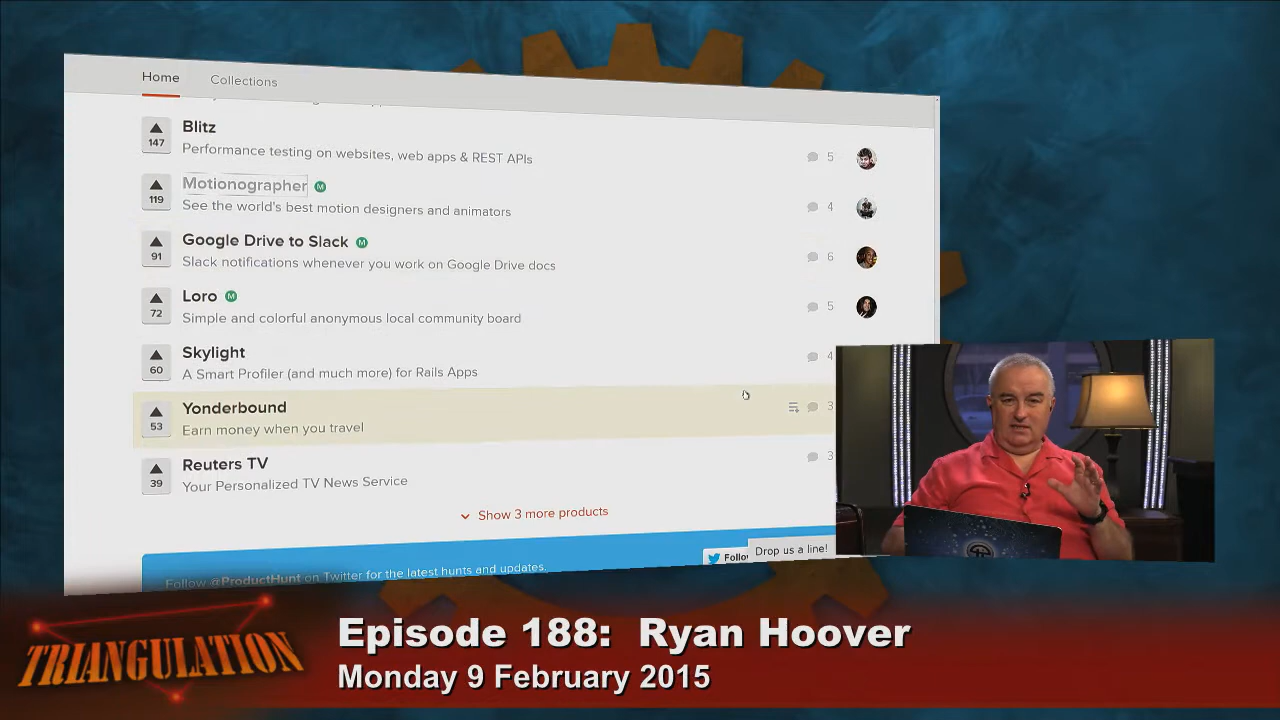 Home Collections
Blitz
147
Performance testing on websites, web apps & REST APIs
5
Motionographer M
119
See the world's best motion designers and animators
4
Google Drive to Slack M
91
Slack notifications whenever you work on Google Drive docs
6
Loro M
72
Simple and colorful anonymous local community board
5
Skylight
60
A Smart Profiler (and much more) for Rails Apps
4
Yonderbound
53
Earn money when you travel
3
Reuters TV
39
Your Personalized TV News Service
3
Show 3 more products
Follow @ProductHunt on Twitter for the latest hunts and updates.
Follo
Drop us a line!
TRIANGULATION
Episode 188: Ryan Hoover
Monday 9 February 2015